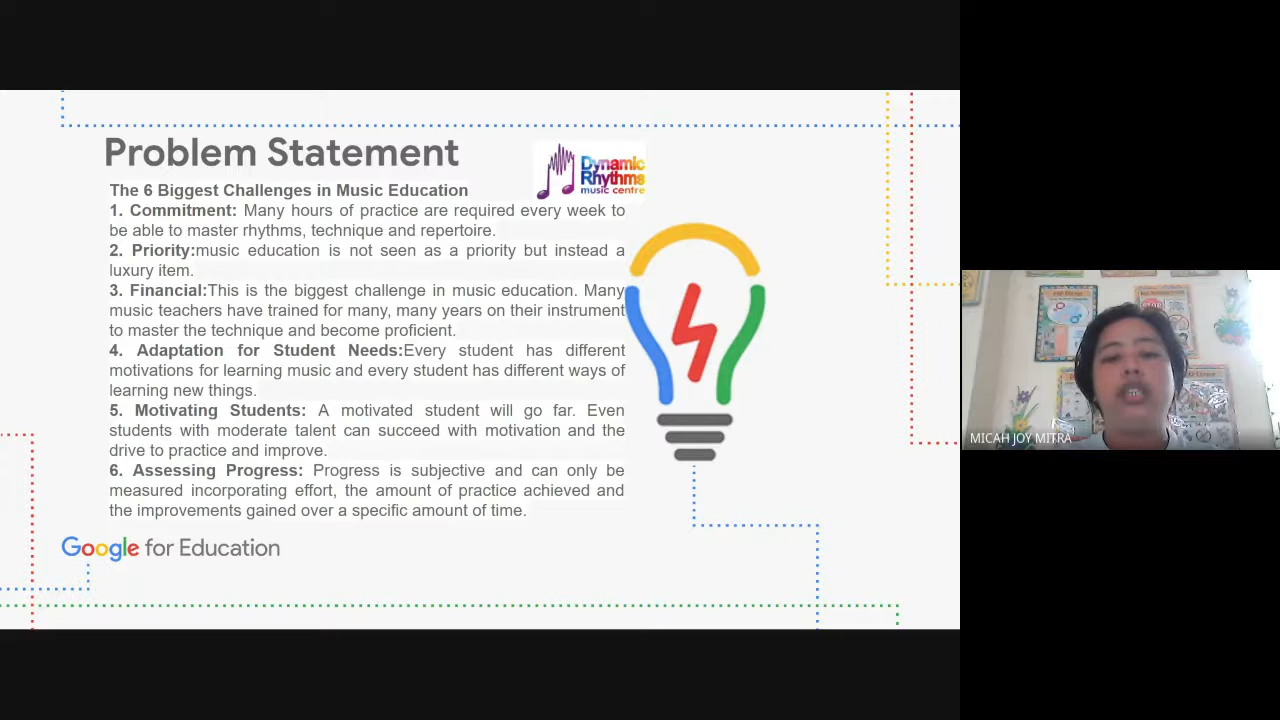 Problem Statement
Dynamic
Rhythms
music centre
The 6 Biggest Challenges in Music Education
1. Commitment: Many hours of practice are required every week to
be able to master rhythms, technique and repertoire.
2. Priority:music education is not seen as a priority but instead a
luxury item.
3. Financial:This is the biggest challenge in music education. Many
music teachers have trained for many, many years on their instrument
to master the technique and become proficient.
4. Adaptation for Student Needs:Every student has different
motivations for learning music and every student has different ways of
learning new things.
5. Motivating Students: A motivated student will go far. Even
students with moderate talent can succeed with motivation and the
drive to practice and improve.
6. Assessing Progress: Progress is subjective and can only be
measured incorporating effort, the amount of practice achieved and
the improvements gained over a specific amount of time.
Google for Education
MICAH JOY MITRA